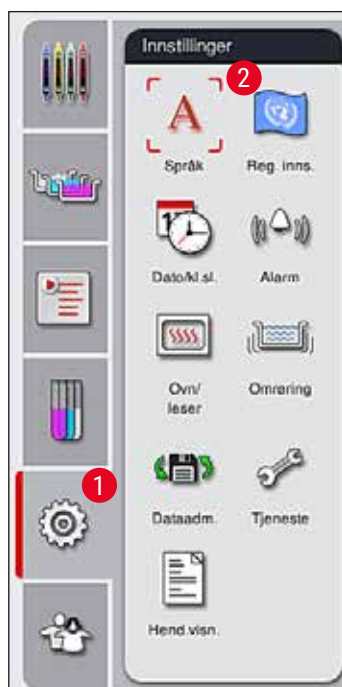 Innstillinger
2
Språk
Reg. inns.
Dato/kl.sl.
Alarm
Ovn/
leser
Omrøring
1
Dataadm.
Tjeneste
Hend.visn.